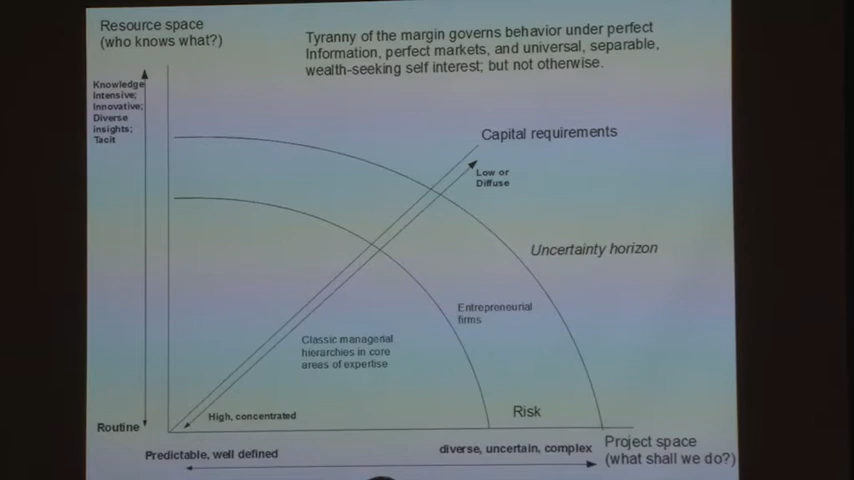 Resource space
(who knows what?)
Tyranny of the margin governs behavior under perfect
Information, perfect markets, and universal, separable,
wealth-seeking self interest; but not otherwise.
Knowledge
Intensive;
Innovative;
Diverse
insights;
Tacit
Capital requirements
Low or
Diffuse
Uncertainty horizon
Entrepreneurial
firms
Classic managerial
hierarchies in core
areas of expertise
High, concentrated
Risk
Routine
Predictable, well defined
diverse, uncertain, complex
Project space
(what shall we do?)